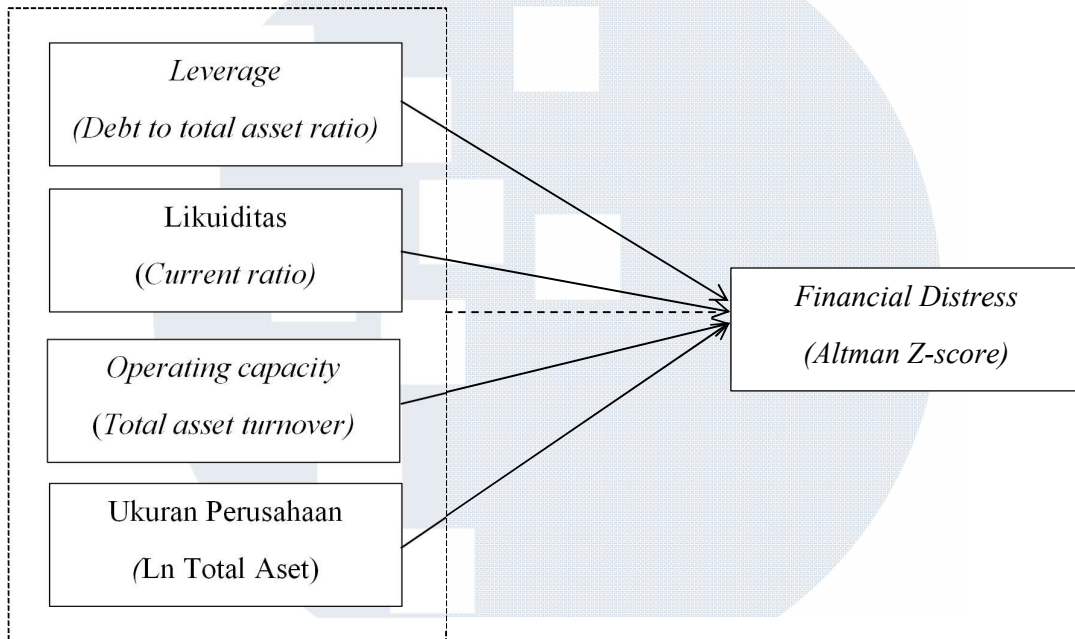 Leverage
(Debt to total asset ratio)
Likuiditas
(Current ratio)
Operating capacity
(Total asset turnover)
Ukuran Perusahaan
(Ln Total Aset)
Financial Distress
(Altman Z-score)